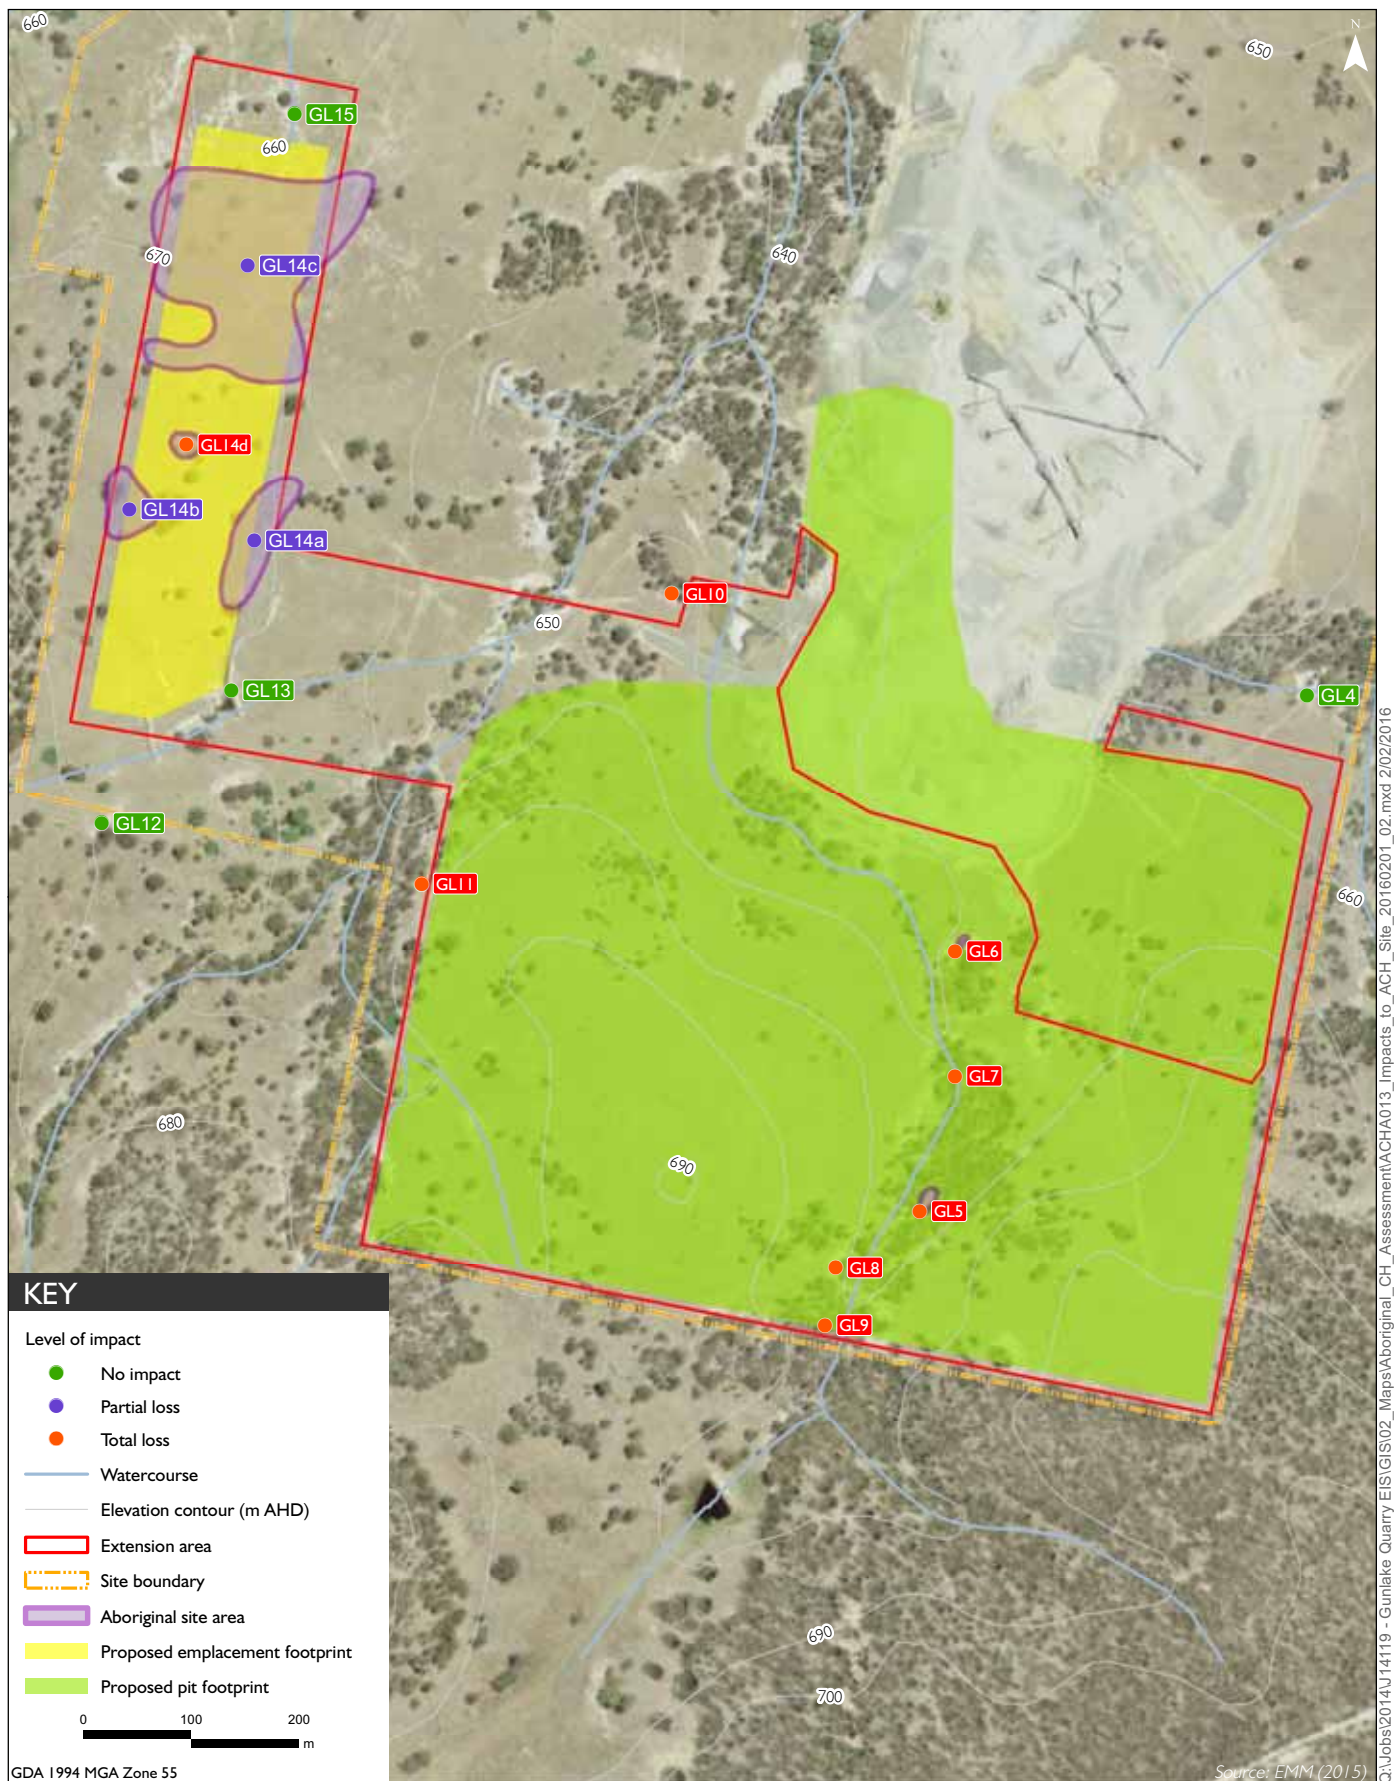 660
650
N
GL15
660
670
GL14c
640
GL14d
GL14b
GL14a
GL10
650
GL13
GL4
GL12
GL11
660
GL6
GL7
680
690
GL5
GL8
GL9
KEY
Level of impact
No impact
Partial loss
Total loss
Watercourse
Elevation contour (m AHD)
Extension area
Site boundary
Aboriginal site area
Proposed emplacement footprint
Proposed pit footprint
0 100 200
m
GDA 1994 MGA Zone 55
690
700
Source: EMM (2015)
Q:\Jobs\2014\J14119 - Gunlake Quarry EIS\GIS\02_Maps\Aboriginal_CH_Assessment\ACHA013_Impacts_to_ACH_Site_20160201_02.mxd 2/02/2016